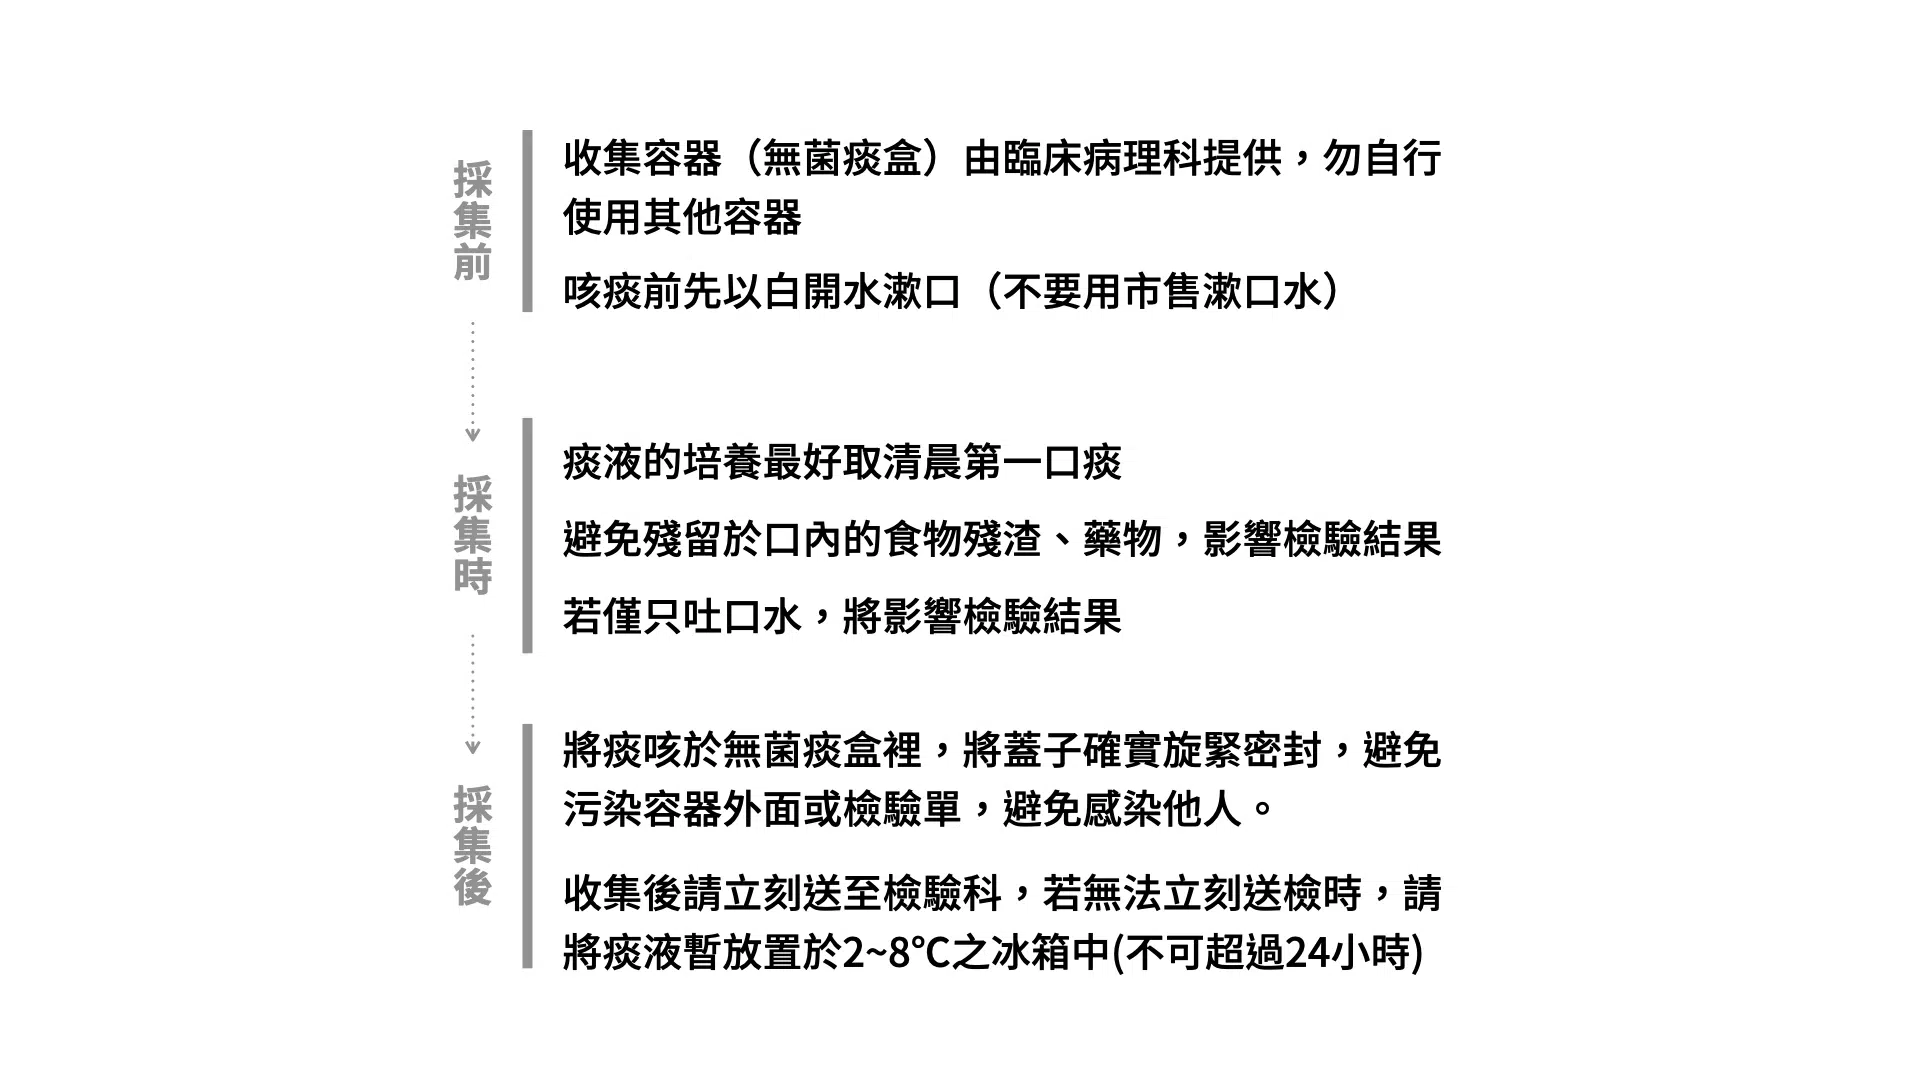 採集前
收集容器（無菌痰盒）由臨床病理科提供，勿自行
使用其他容器
咳痰前先以白開水漱口（不要用市售漱口水）
採集時
痰液的培養最好取清晨第一口痰
避免殘留於口內的食物殘渣、藥物，影響檢驗結果
若僅只吐口水，將影響檢驗結果
採集後
將痰咳於無菌痰盒裡，將蓋子確實旋緊密封，避免
污染容器外面或檢驗單，避免感染他人。
收集後請立刻送至檢驗科，若無法立刻送檢時，請
將痰液暫放置於2~8°C之冰箱中(不可超過24小時)